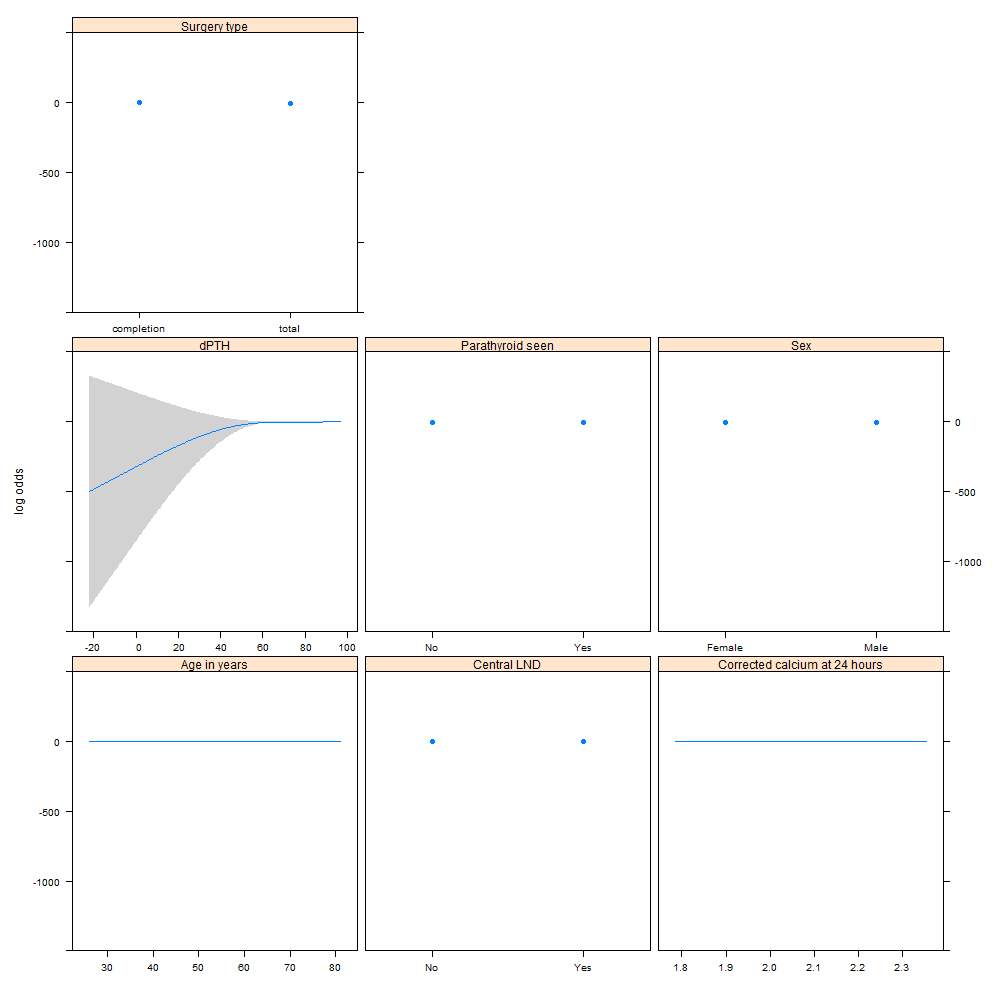 Surgery type
0
-500
-1000
completion total
dPTH Parathyroid seen Sex
log odds
0
-500
-1000
-20 0 20 40 60 80 100 No Yes Female Male
Age in years Central LND Corrected calcium at 24 hours
0
-500
-1000
30 40 50 60 70 80 No Yes 1.8 1.9 2.0 2.1 2.2 2.3